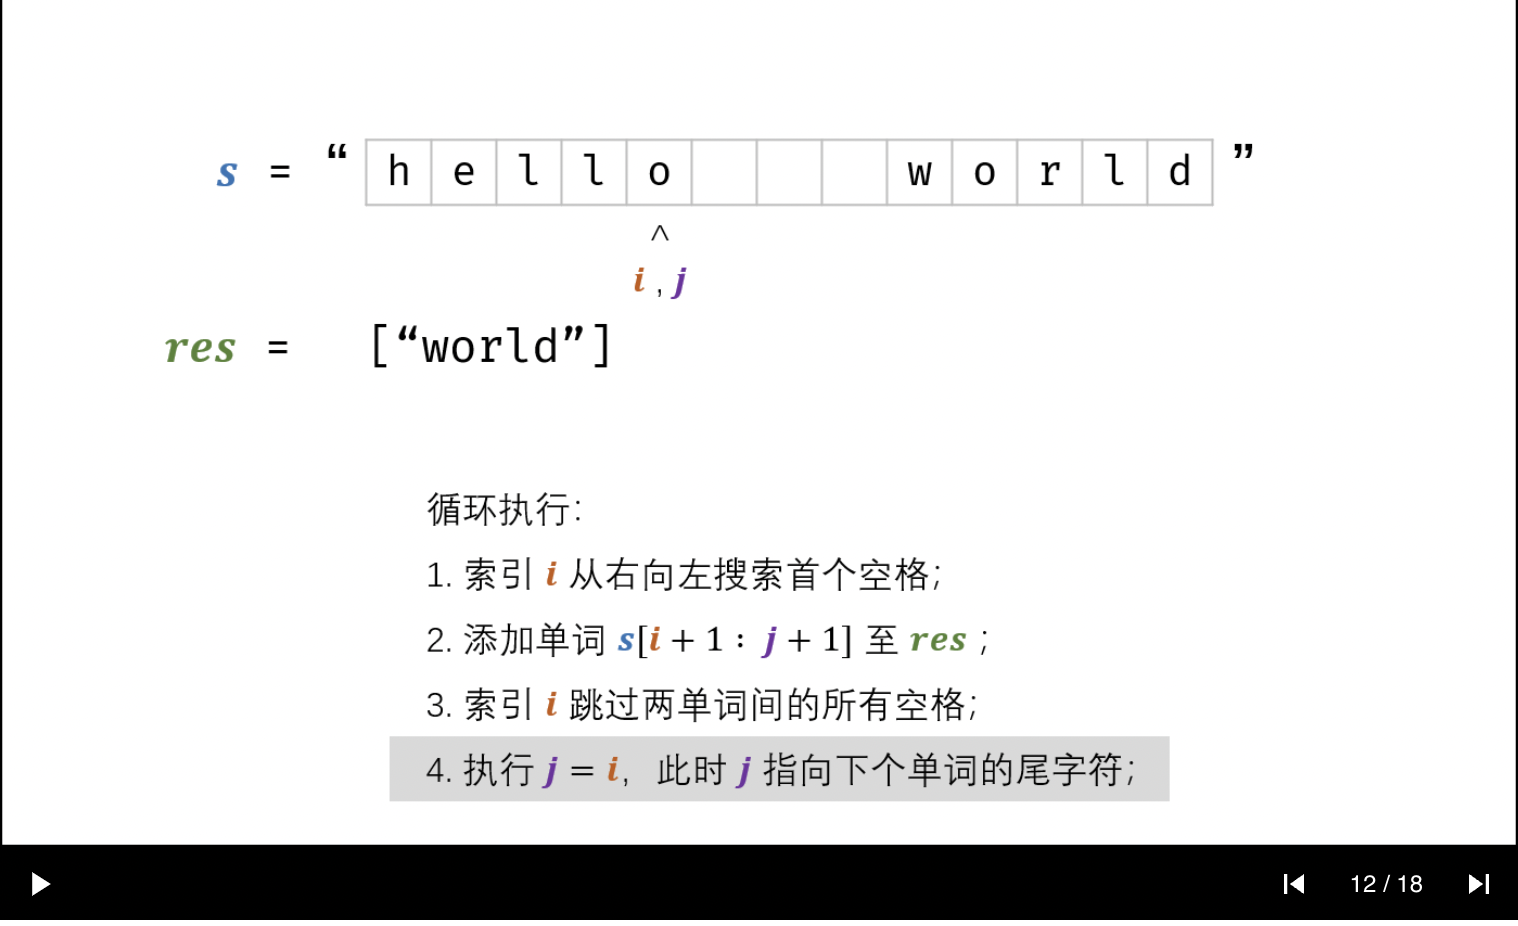 s = “ h e l l o w o r l d ”
^
i , j
res = [“world”]
循环执行：
1. 索引 i 从右向左搜索首个空格；
2. 添加单词 s[i + 1 : j + 1] 至 res ；
3. 索引 i 跳过两单词间的所有空格；
4. 执行 j = i， 此时 j 指向下个单词的尾字符；
12 / 18